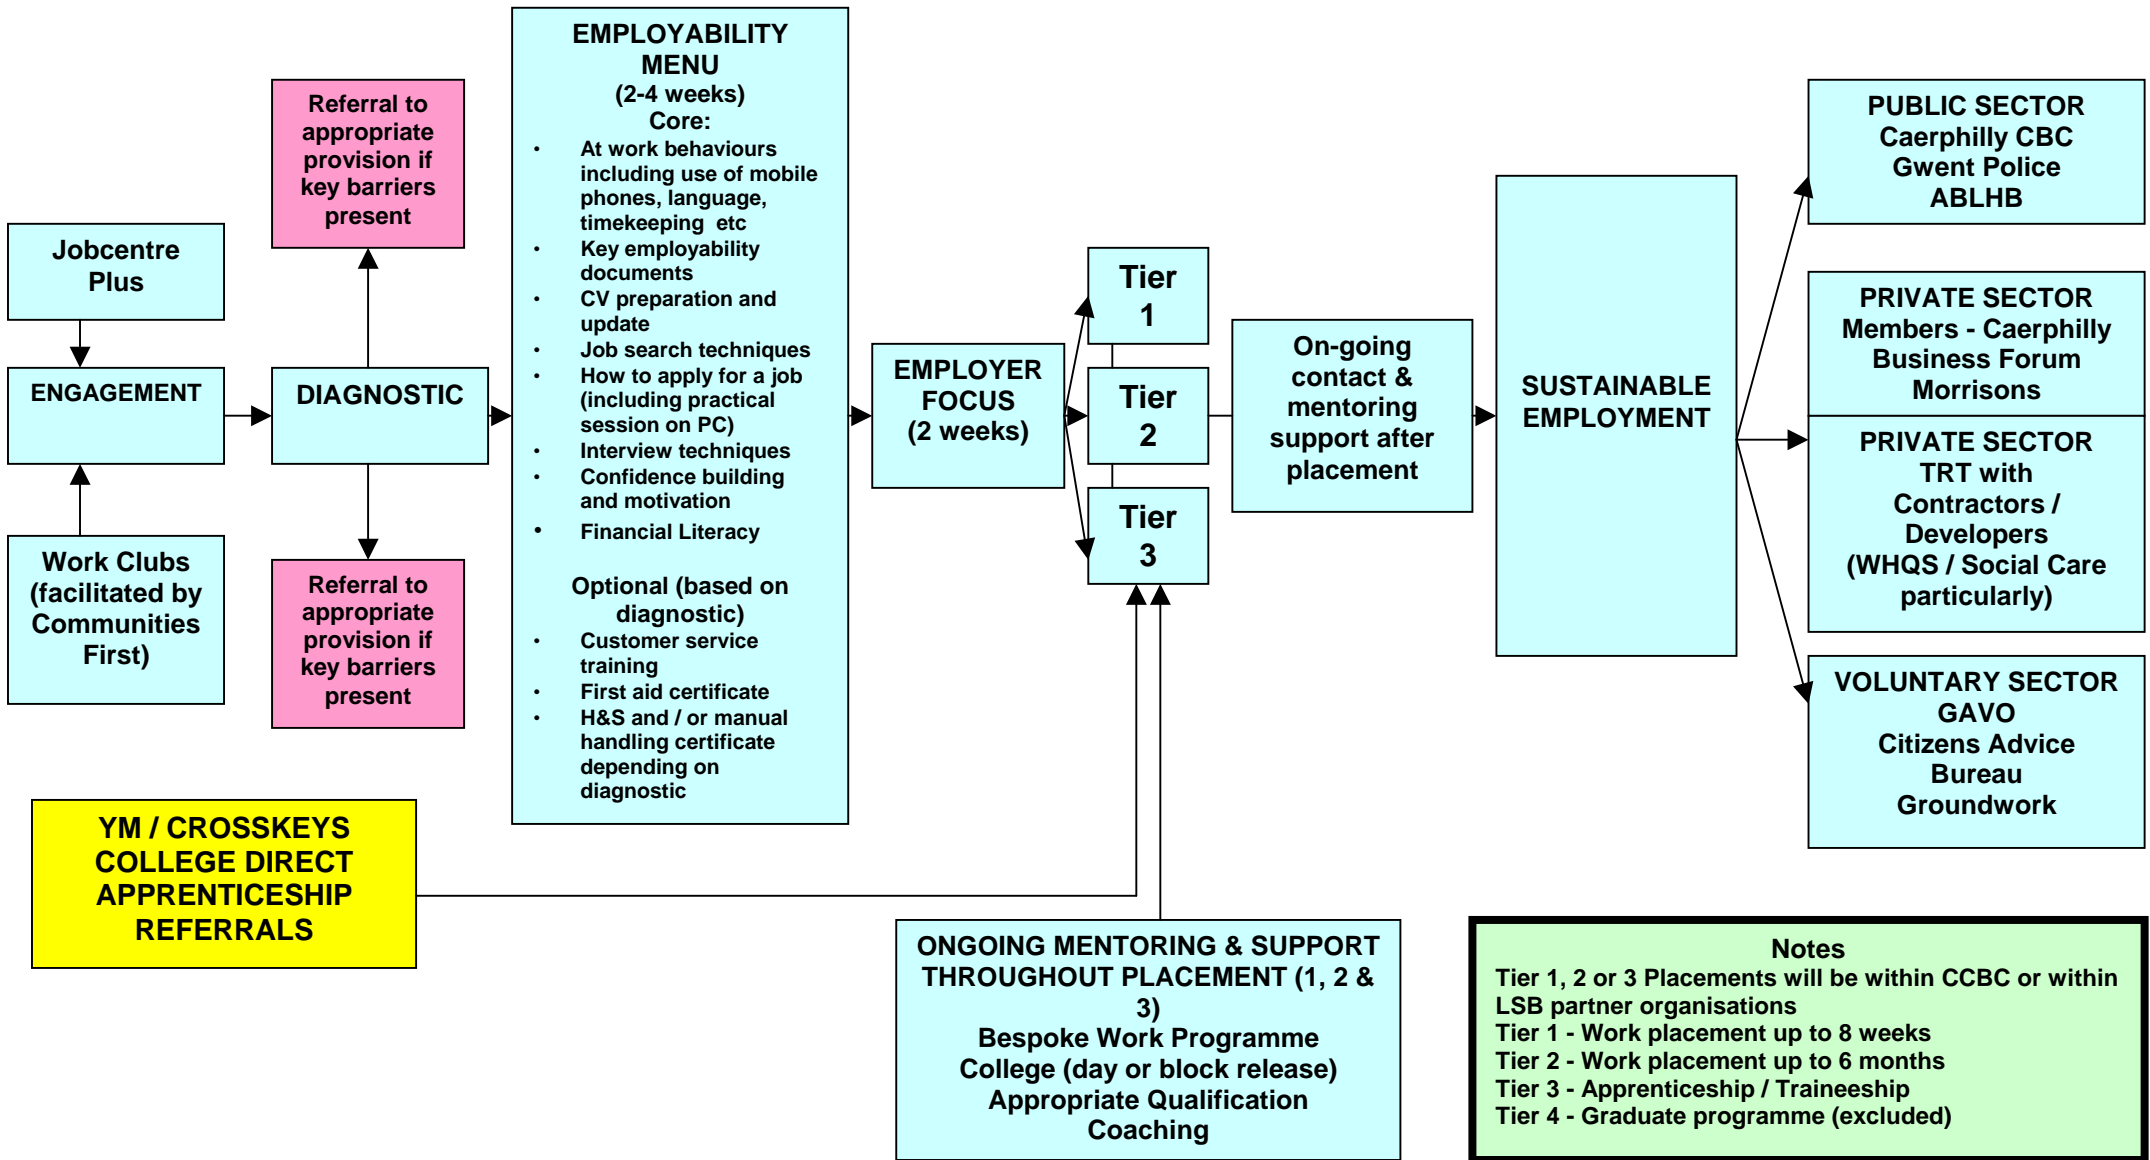 Jobcentre
Plus
ENGAGEMENT
Work Clubs
(facilitated by
Communities
First)
Referral to
appropriate
provision if
key barriers
present
DIAGNOSTIC
Referral to
appropriate
provision if
key barriers
present
EMPLOYABILITY
MENU
(2-4 weeks)
Core:
• At work behaviours
including use of mobile
phones, language,
timekeeping etc
• Key employability
documents
• CV preparation and
update
• Job search techniques
• How to apply for a job
(including practical
session on PC)
• Interview techniques
• Confidence building
and motivation
• Financial Literacy
Optional (based on
diagnostic)
• Customer service
training
• First aid certificate
• H&S and / or manual
handling certificate
depending on
diagnostic
EMPLOYER
FOCUS
(2 weeks)
Tier
1
Tier
2
Tier
3
On-going
contact &
mentoring
support after
placement
SUSTAINABLE
EMPLOYMENT
PUBLIC SECTOR
Caerphilly CBC
Gwent Police
ABLHB
PRIVATE SECTOR
Members - Caerphilly
Business Forum
Morrisons
PRIVATE SECTOR
TRT with
Contractors /
Developers
(WHQS / Social Care
particularly)
VOLUNTARY SECTOR
GAVO
Citizens Advice
Bureau
Groundwork
YM / CROSSKEYS
COLLEGE DIRECT
APPRENTICESHIP
REFERRALS
ONGOING MENTORING & SUPPORT
THROUGHOUT PLACEMENT (1, 2 &
3)
Bespoke Work Programme
College (day or block release)
Appropriate Qualification
Coaching
Notes
Tier 1, 2 or 3 Placements will be within CCBC or within
LSB partner organisations
Tier 1 - Work placement up to 8 weeks
Tier 2 - Work placement up to 6 months
Tier 3 - Apprenticeship / Traineeship
Tier 4 - Graduate programme (excluded)